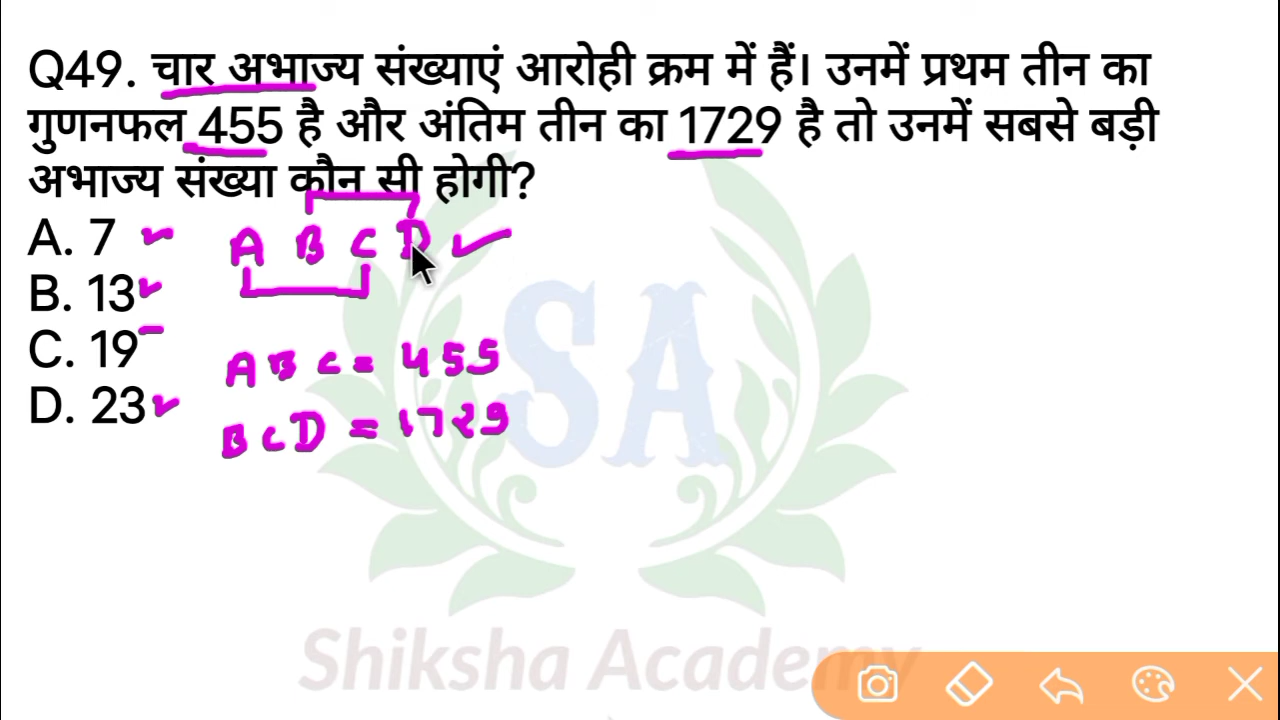 Q49. चार अभाज्य संख्याएं आरोही क्रम में हैं। उनमें प्रथम तीन का
गुणनफल 455 है और अंतिम तीन का 1729 है तो उनमें सबसे बड़ी
अभाज्य संख्या कौन सी होगी?
A. 7
A B C D
B. 13
C. 19
A B C = 455
D. 23
B C D = 1729
SA
Shiksha Academy